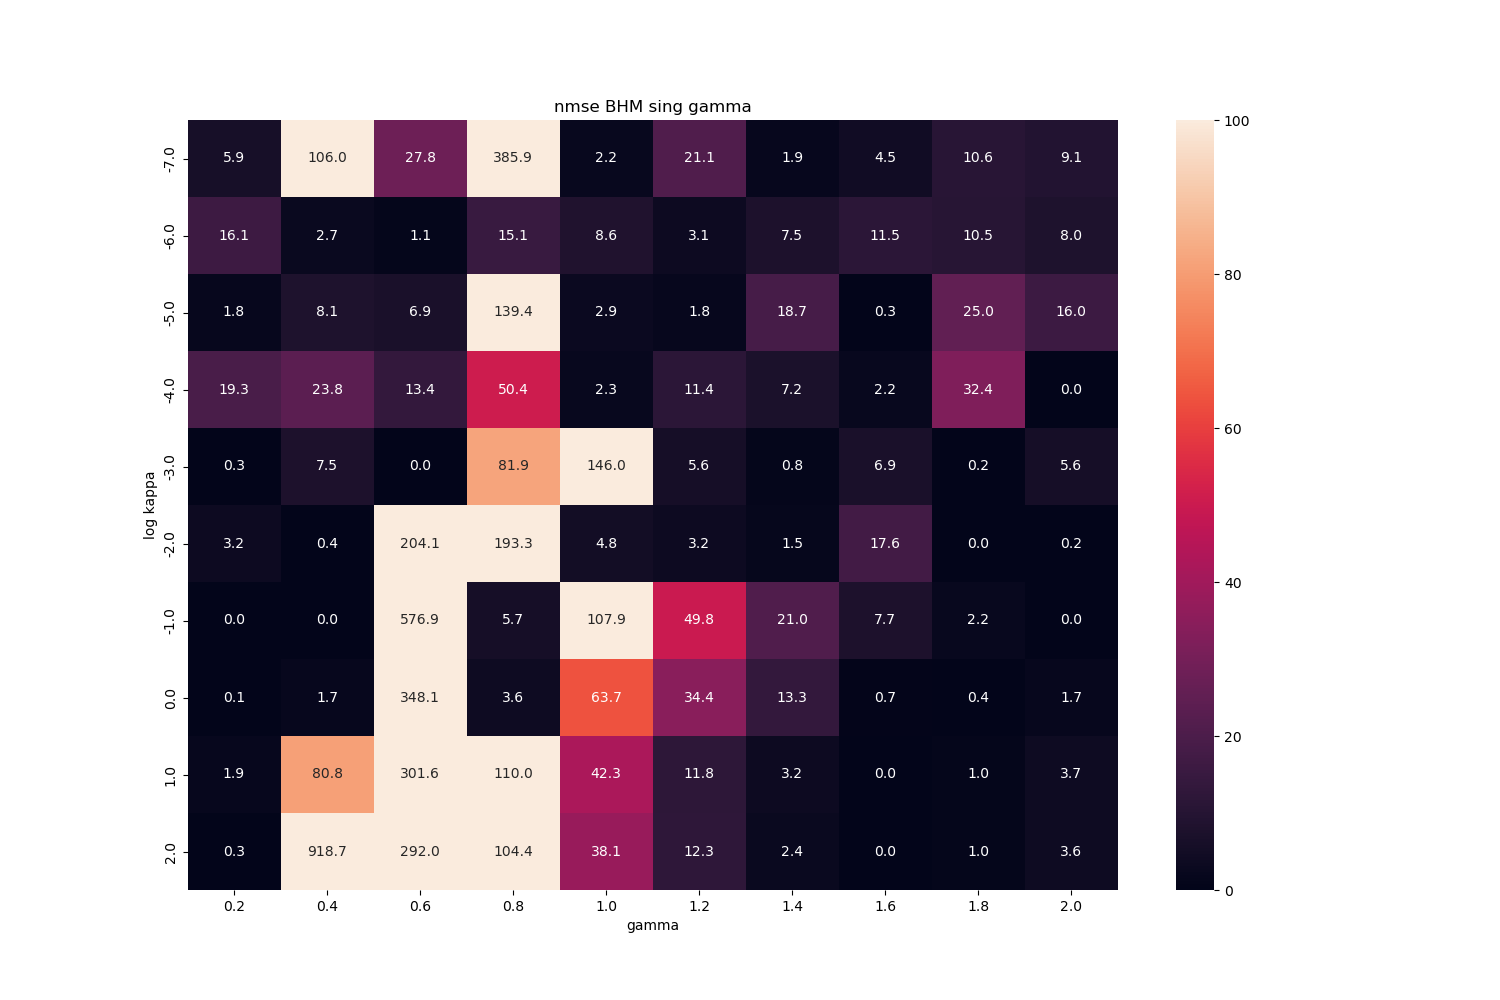 nmse BHM sing gamma
-7.0 5.9 106.0 27.8 385.9 2.2 21.1 1.9 4.5 10.6 9.1
-6.0 16.1 2.7 1.1 15.1 8.6 3.1 7.5 11.5 10.5 8.0
-5.0 1.8 8.1 6.9 139.4 2.9 1.8 18.7 0.3 25.0 16.0
-4.0 19.3 23.8 13.4 50.4 2.3 11.4 7.2 2.2 32.4 0.0
-3.0 0.3 7.5 0.0 81.9 146.0 5.6 0.8 6.9 0.2 5.6
-2.0 3.2 0.4 204.1 193.3 4.8 3.2 1.5 17.6 0.0 0.2
-1.0 0.0 0.0 576.9 5.7 107.9 49.8 21.0 7.7 2.2 0.0
0.0 0.1 1.7 348.1 3.6 63.7 34.4 13.3 0.7 0.4 1.7
1.0 1.9 80.8 301.6 110.0 42.3 11.8 3.2 0.0 1.0 3.7
2.0 0.3 918.7 292.0 104.4 38.1 12.3 2.4 0.0 1.0 3.6
0.2 0.4 0.6 0.8 1.0 1.2 1.4 1.6 1.8 2.0
gamma
log kappa
100
80
60
40
20
0